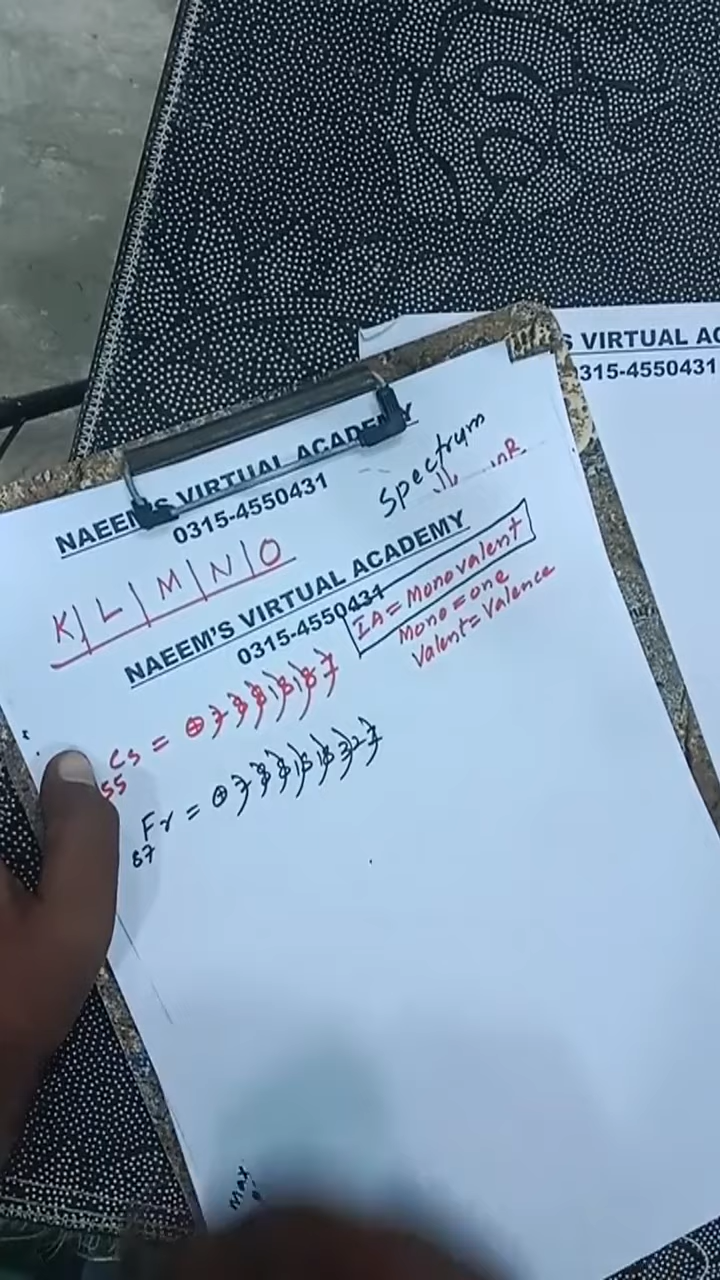 S VIRTUAL AC
0315-4550431
NAEEM'S VIRTUAL ACADEMY
0315-4550431
Spectrum
K L M N O
NAEEM'S VIRTUAL ACADEMY
0315-4550431
IA = Monovalent
Mono = one
Valent = Valence
55 Cs =
87 Fr =
Max